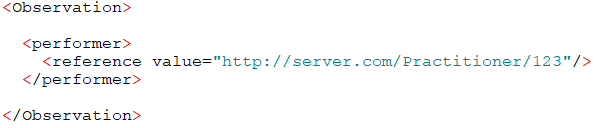 <Observation>
<performer>
<reference value="http://server.com/Practitioner/123"/>
</performer>
</Observation>